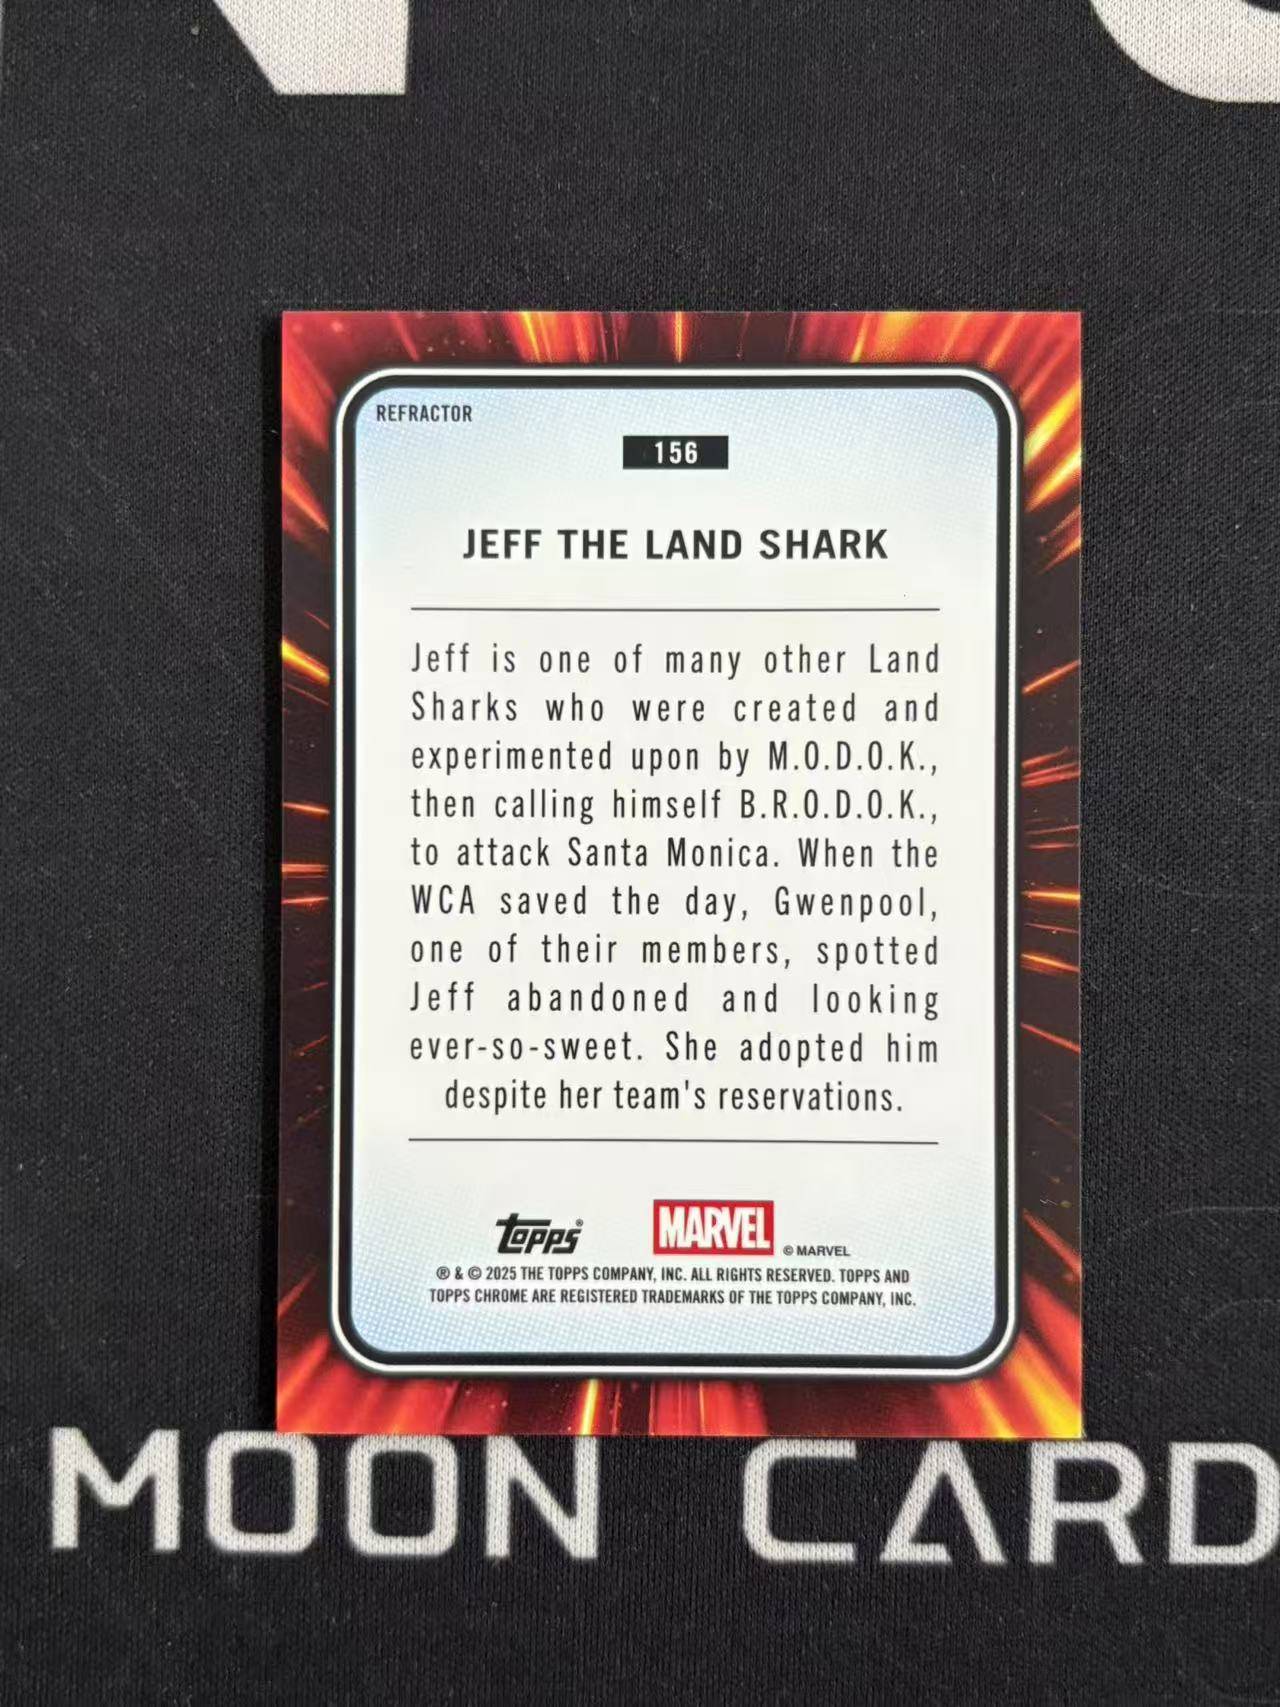 REFRACTOR
156
JEFF THE LAND SHARK
Jeff is one of many other Land
Sharks who were created and
experimented upon by M.O.D.O.K.,
then calling himself B.R.O.D.O.K.,
to attack Santa Monica. When the
WCA saved the day, Gwenpool,
one of their members, spotted
Jeff abandoned and looking
ever-so-sweet. She adopted him
despite her team's reservations.
Topps®
MARVEL © MARVEL
® & © 2025 THE TOPPS COMPANY, INC. ALL RIGHTS RESERVED. TOPPS AND
TOPPS CHROME ARE REGISTERED TRADEMARKS OF THE TOPPS COMPANY, INC.
MOON CARD